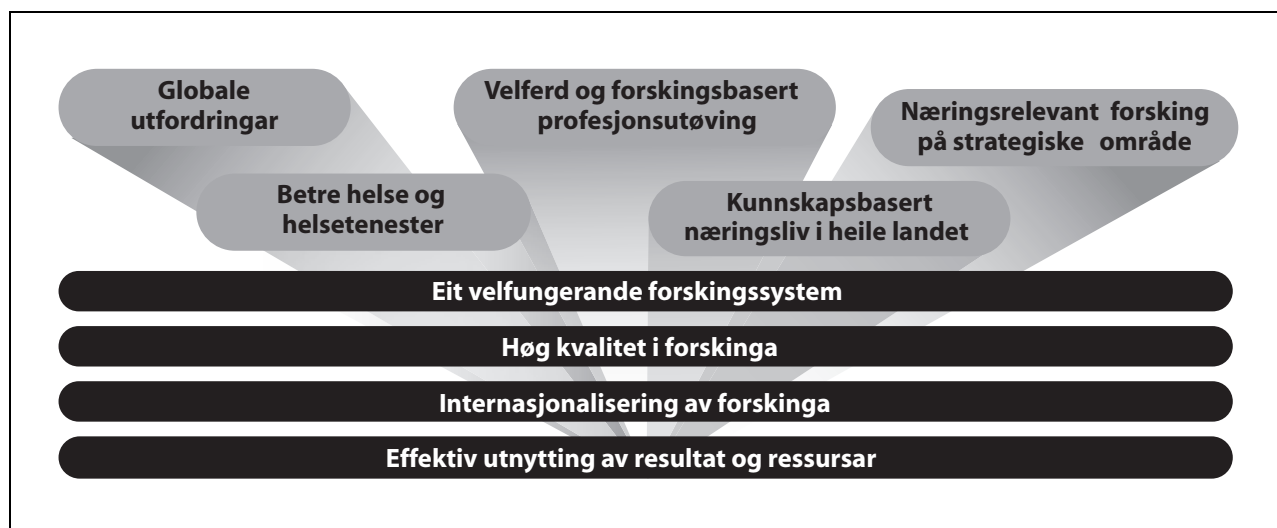 Globale
utfordringar
Velferd og forskingsbasert
profesjonsutøving
Næringsrelevant forsking
på strategiske område
Betre helse og
helsetenester
Kunnskapsbasert
næringsliv i heile landet
Eit velfungerande forskingssystem
Høg kvalitet i forskinga
Internasjonalisering av forskinga
Effektiv utnytting av resultat og ressursar